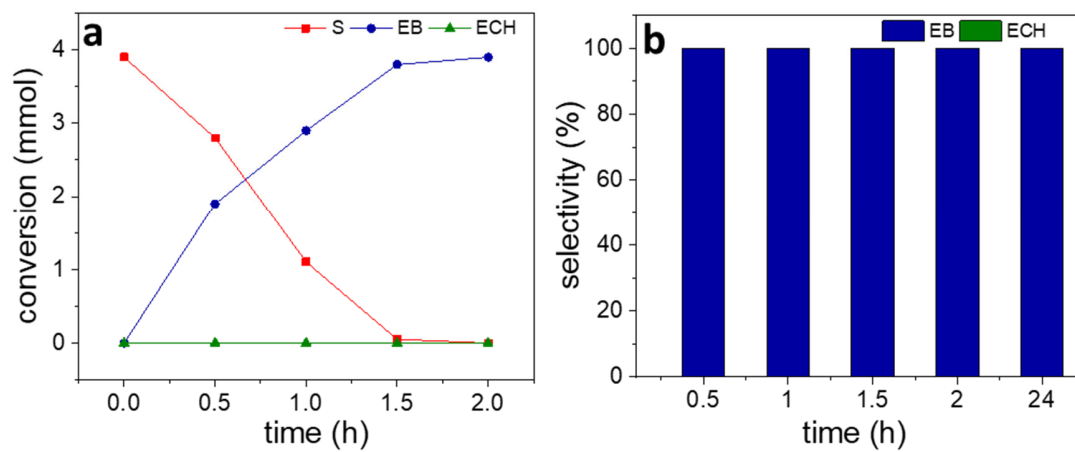 a
S EB ECH
conversion (mmol)
4
3
2
1
0
0.0 0.5 1.0 1.5 2.0
time (h)
b
EB ECH
selectivity (%)
100
80
60
40
20
0
0.5 1 1.5 2 24
time (h)